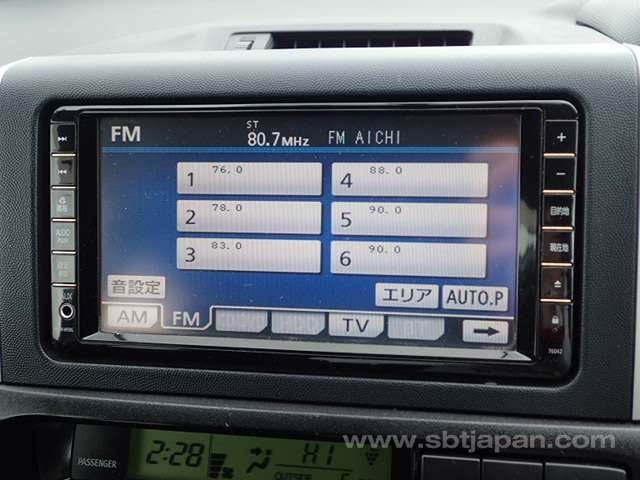 FM
ST
80.7MHz FM AICHI
1 76.0
4 88.0
2 78.0
5 90.0
3 83.0
6 90.0
音設定
エリア AUTO.P
AM FM TV
目的地
現在地
76042
PASSENGER
2:28 HI
www.sbtjapan.com